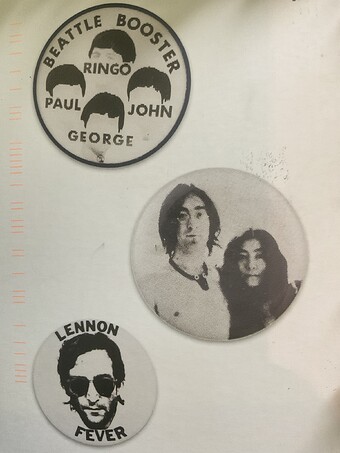 BEATTLE BOOSTER
RINGO
PAUL JOHN
GEORGE
LENNON
FEVER